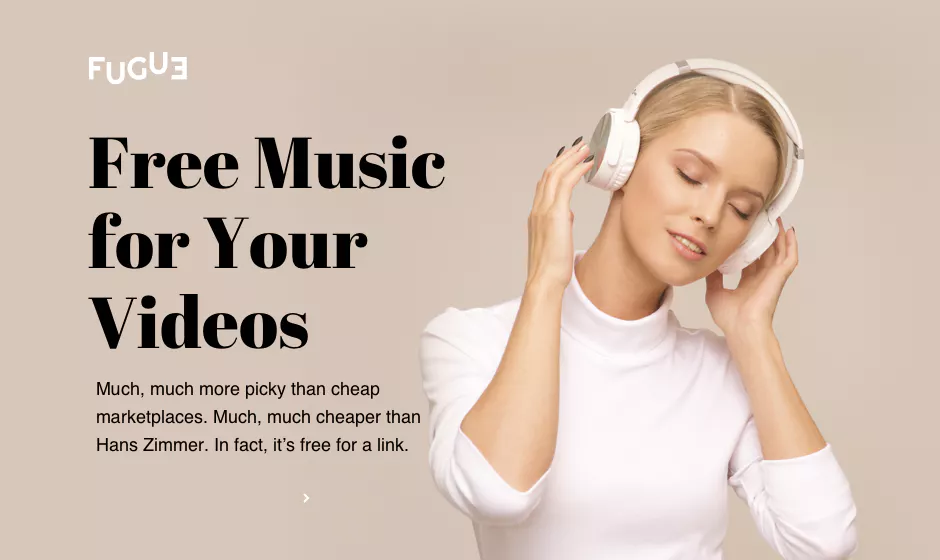 FUGUE
Free Music
for Your
Videos
Much, much more picky than cheap
marketplaces. Much, much cheaper than
Hans Zimmer. In fact, it’s free for a link.